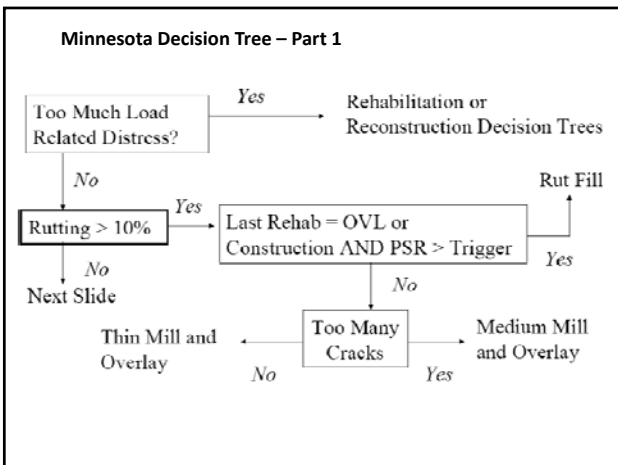 Minnesota Decision Tree – Part 1
Too Much Load
Related Distress?
Yes
Rehabilitation or
Reconstruction Decision Trees
No
Rutting > 10%
Yes
Last Rehab = OVL or
Construction AND PSR > Trigger
Rut Fill
Yes
No
Next Slide
No
Thin Mill and
Overlay
Too Many
Cracks
Medium Mill
and Overlay
No
Yes